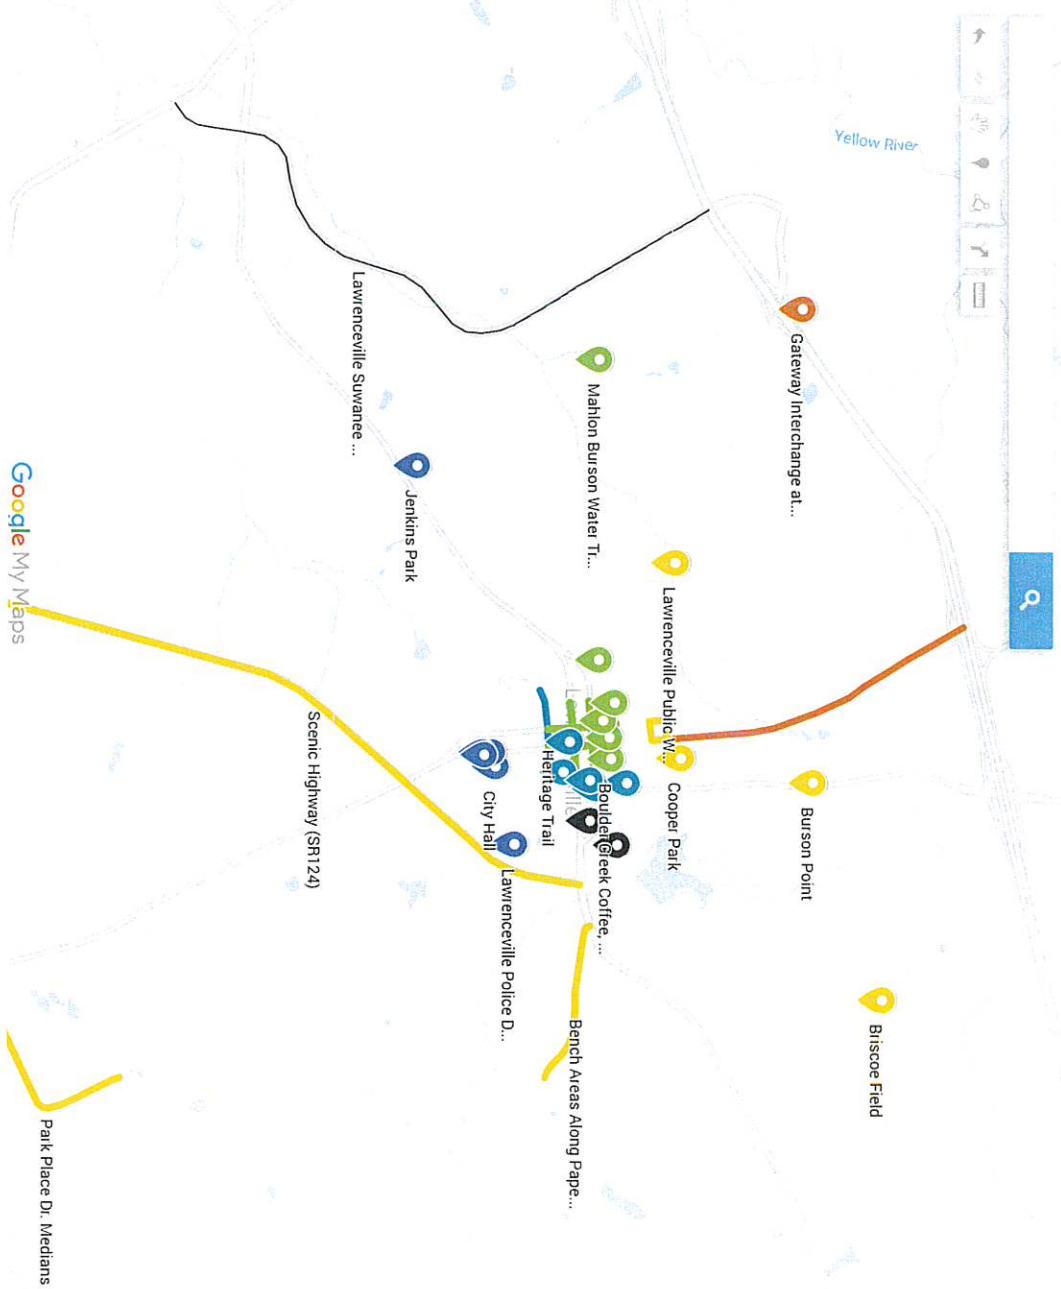 Yellow River
Gateway Interchange at...
Burson Point
Briscoe Field
Mahlon Burson Water Tr...
Lawrenceville Public W...
Cooper Park
Boulder Creek Coffee, ...
Heritage Trail
Bench Areas Along Pape...
Lawrenceville Suwanee ...
Jenkins Park
City Hall
Lawrenceville Police D...
Scenic Highway (SR124)
Park Place Dr. Medians
Google My Maps